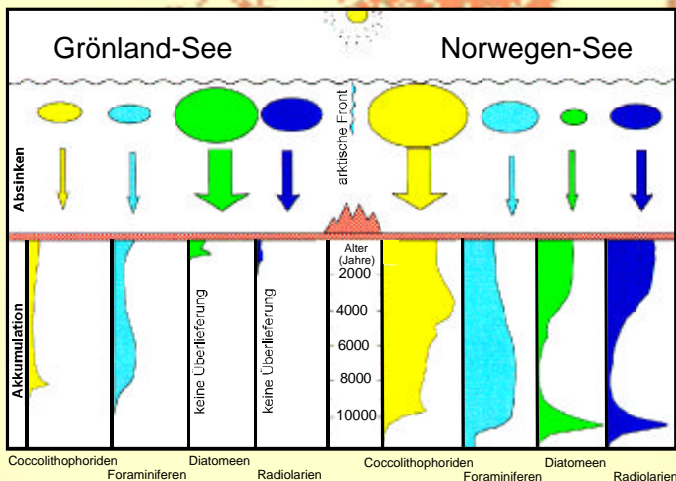 Grönland-See
Norwegen-See
Absinken
arktische Front
Akkumulation
keine Überlieferung
keine Überlieferung
Alter
(Jahre)
2000
4000
6000
8000
10000
Coccolithophoriden
Foraminiferen
Diatomeen
Radiolarien
Coccolithophoriden
Foraminiferen
Diatomeen
Radiolarien